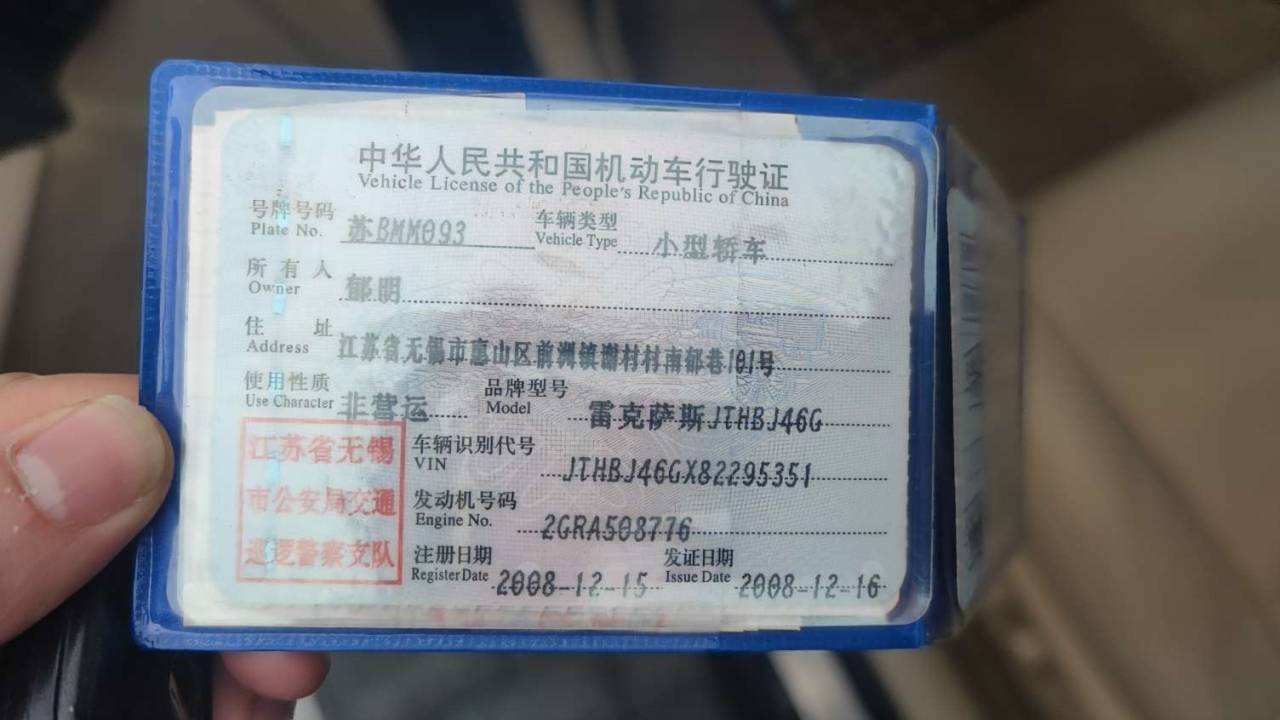 中华人民共和国机动车行驶证
Vehicle License of the People's Republic of China
号牌号码 苏BMM093 车辆类型 小型轿车
Plate No. Vehicle Type
所有人 郁明
Owner
住址 江苏省无锡市惠山区前洲镇谢村村南郁巷101号
Address
使用性质 非营运 品牌型号 雷克萨斯JTHBJ46G
Use Character Model
车辆识别代号 JTHBJ46GX82295351
VIN
发动机号码 2GRA508776
Engine No.
注册日期 2008-12-15 发证日期 2008-12-16
Register Date Issue Date
江苏省无锡
市公安局交通
巡逻警察支队